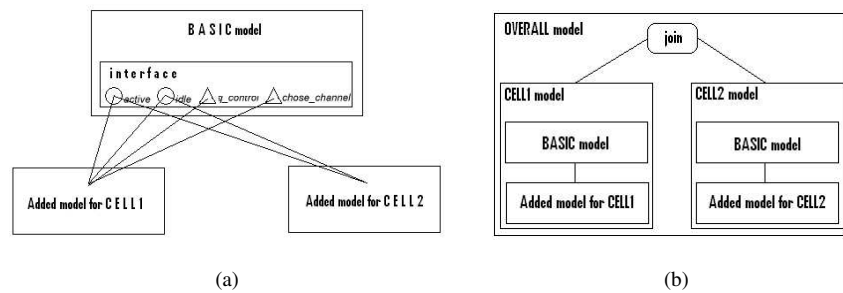 BASIC model
interface
active idle g_control chose_channel
Added model for CELL1
Added model for CELL2
(a)
OVERALL model
join
CELL1 model
CELL2 model
BASIC model
BASIC model
Added model for CELL1
Added model for CELL2
(b)